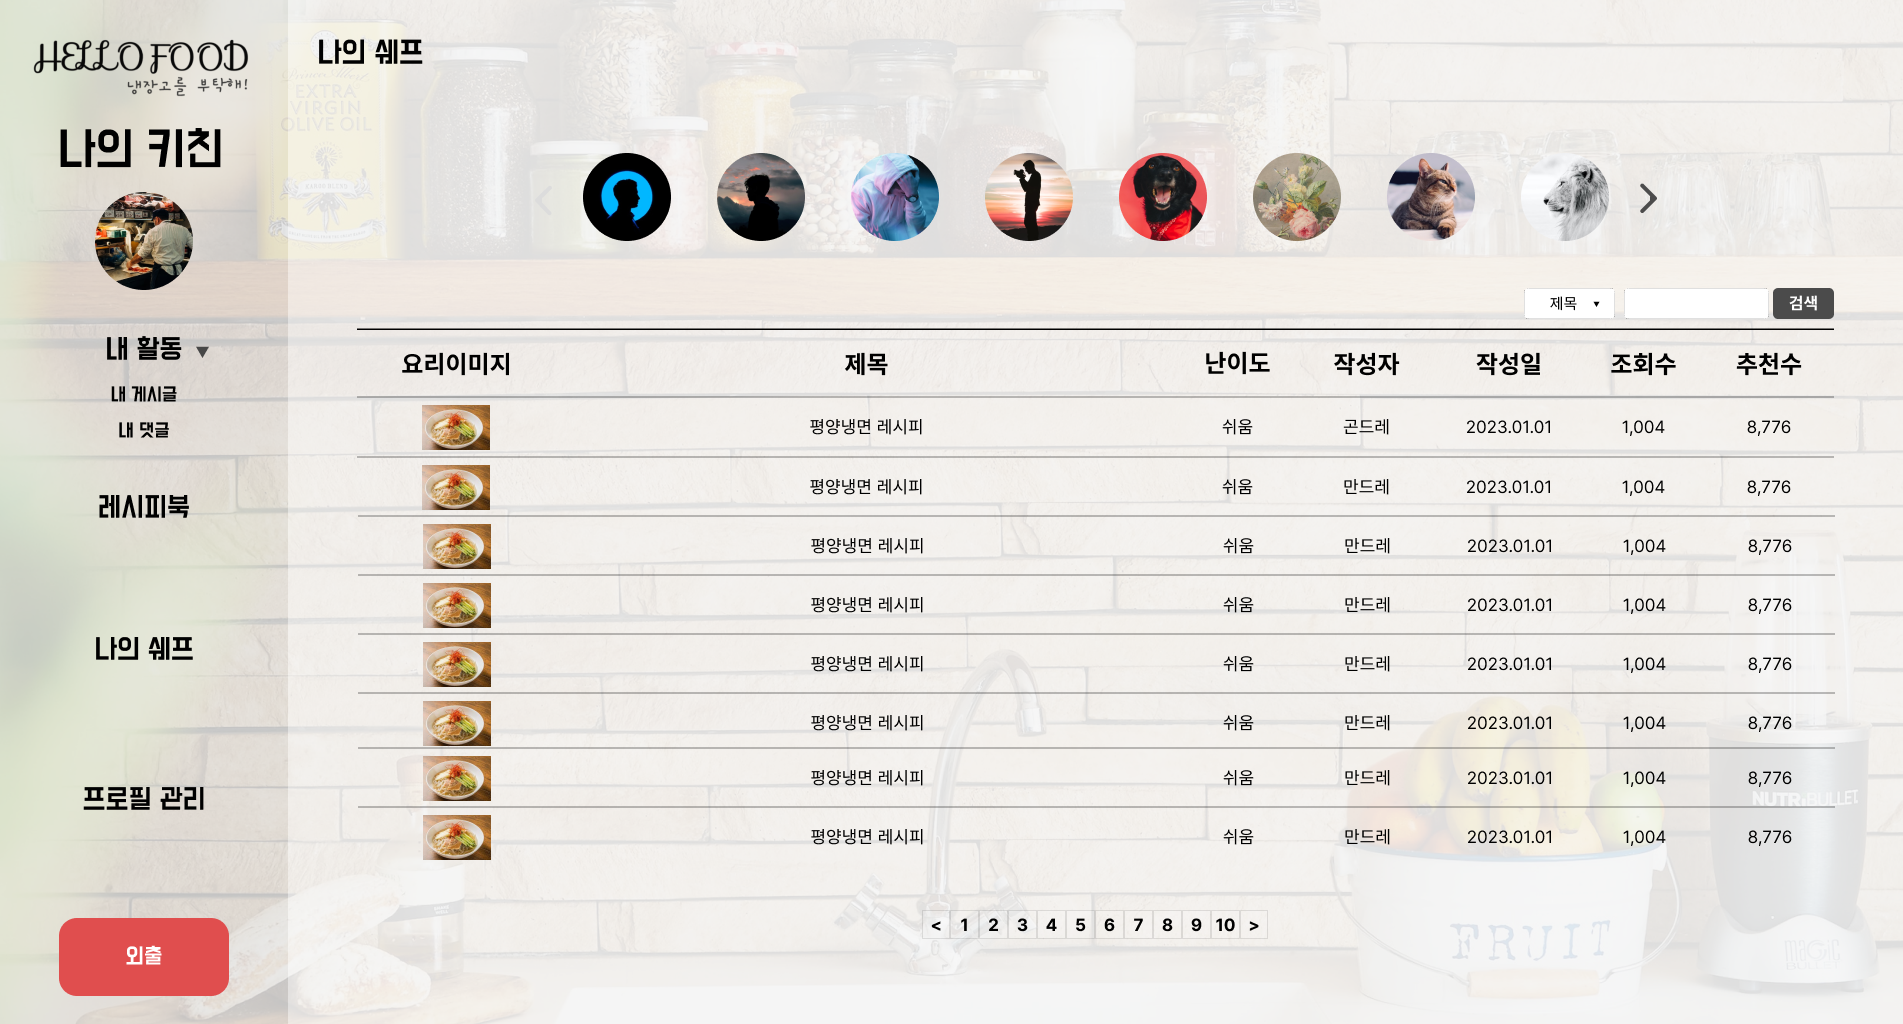 HELLO FOOD
냉장고를 부탁해!
나의 키친
내 활동 ▼
내 게시글
내 댓글
레시피북
나의 쉐프
프로필 관리
외출
나의 쉐프
EXTRA
VIRGIN
OLIVE OIL
제목 ▼ 검색
요리이미지 제목 난이도 작성자 작성일 조회수 추천수
평양냉면 레시피 쉬움 곤드레 2023.01.01 1,004 8,776
평양냉면 레시피 쉬움 만드레 2023.01.01 1,004 8,776
평양냉면 레시피 쉬움 만드레 2023.01.01 1,004 8,776
평양냉면 레시피 쉬움 만드레 2023.01.01 1,004 8,776
평양냉면 레시피 쉬움 만드레 2023.01.01 1,004 8,776
평양냉면 레시피 쉬움 만드레 2023.01.01 1,004 8,776
평양냉면 레시피 쉬움 만드레 2023.01.01 1,004 8,776
평양냉면 레시피 쉬움 만드레 2023.01.01 1,004 8,776
NUTRIBULLET
FRUIT
MAGIC
< 1 2 3 4 5 6 7 8 9 10 >